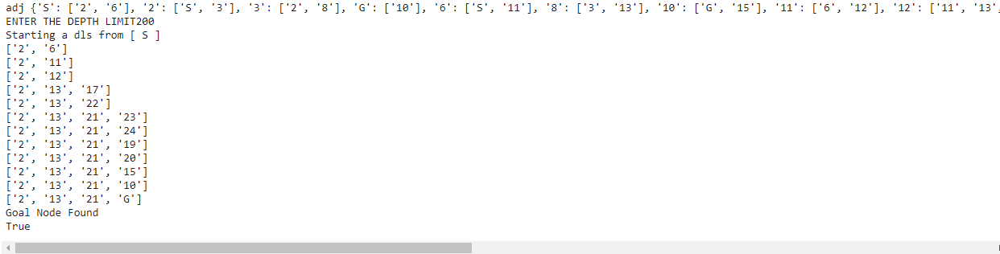 adj {'S': ['2', '6'], '2': ['S', '3'], '3': ['2', '8'], 'G': ['10'], '6': ['S', '11'], '8': ['3', '13'], '10': ['G', '15'], '11': ['6', '12'], '12': ['11', '13',
ENTER THE DEPTH LIMIT200
Starting a dls from [ S ]
['2', '6']
['2', '11']
['2', '12']
['2', '13', '17']
['2', '13', '22']
['2', '13', '21', '23']
['2', '13', '21', '24']
['2', '13', '21', '19']
['2', '13', '21', '20']
['2', '13', '21', '15']
['2', '13', '21', '10']
['2', '13', '21', 'G']
Goal Node Found
True